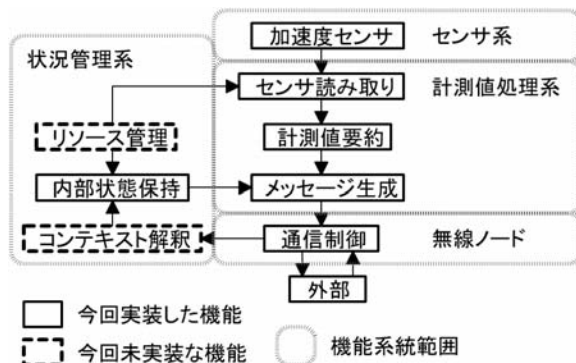 加速度センサ
センサ系
状況管理系
センサ読み取り
計測値処理系
リソース管理
計測値要約
内部状態保持
メッセージ生成
コンテキスト解釈
通信制御
無線ノード
外部
今回実装した機能
今回未実装な機能
機能系統範囲